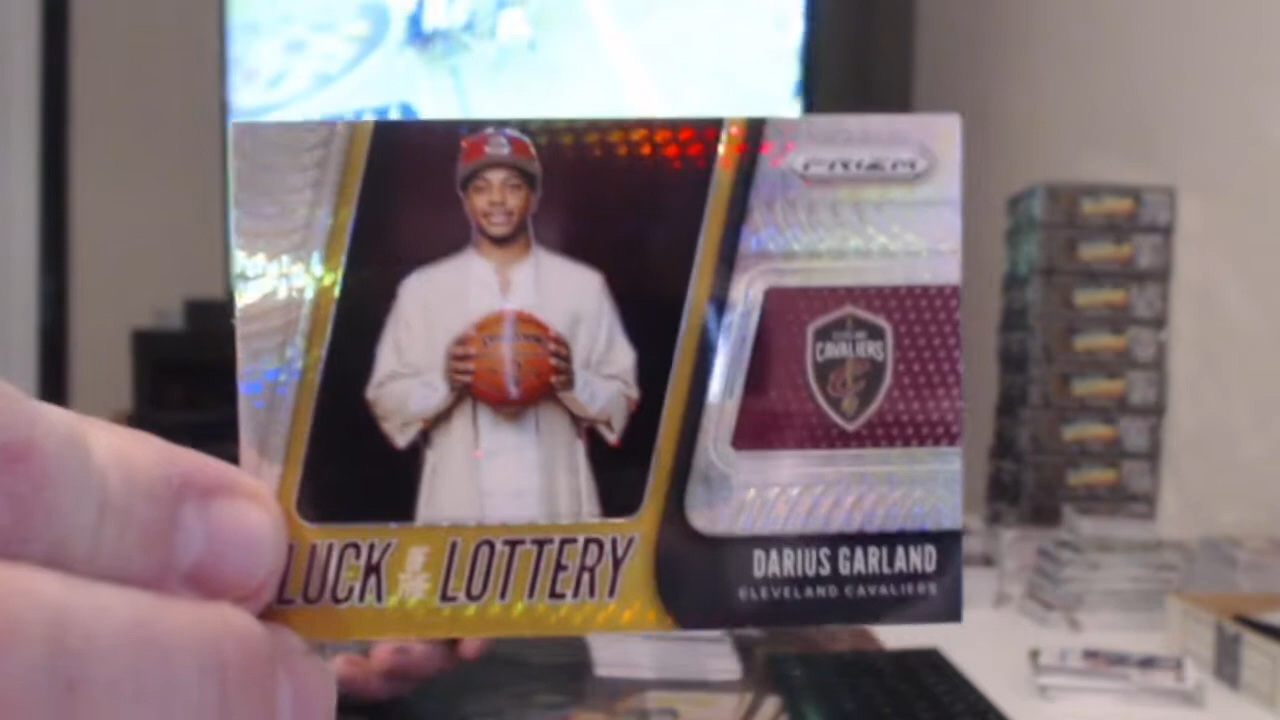 PRIZM
CAVALIERS
LUCK OF THE LOTTERY
DARIUS GARLAND
CLEVELAND CAVALIERS